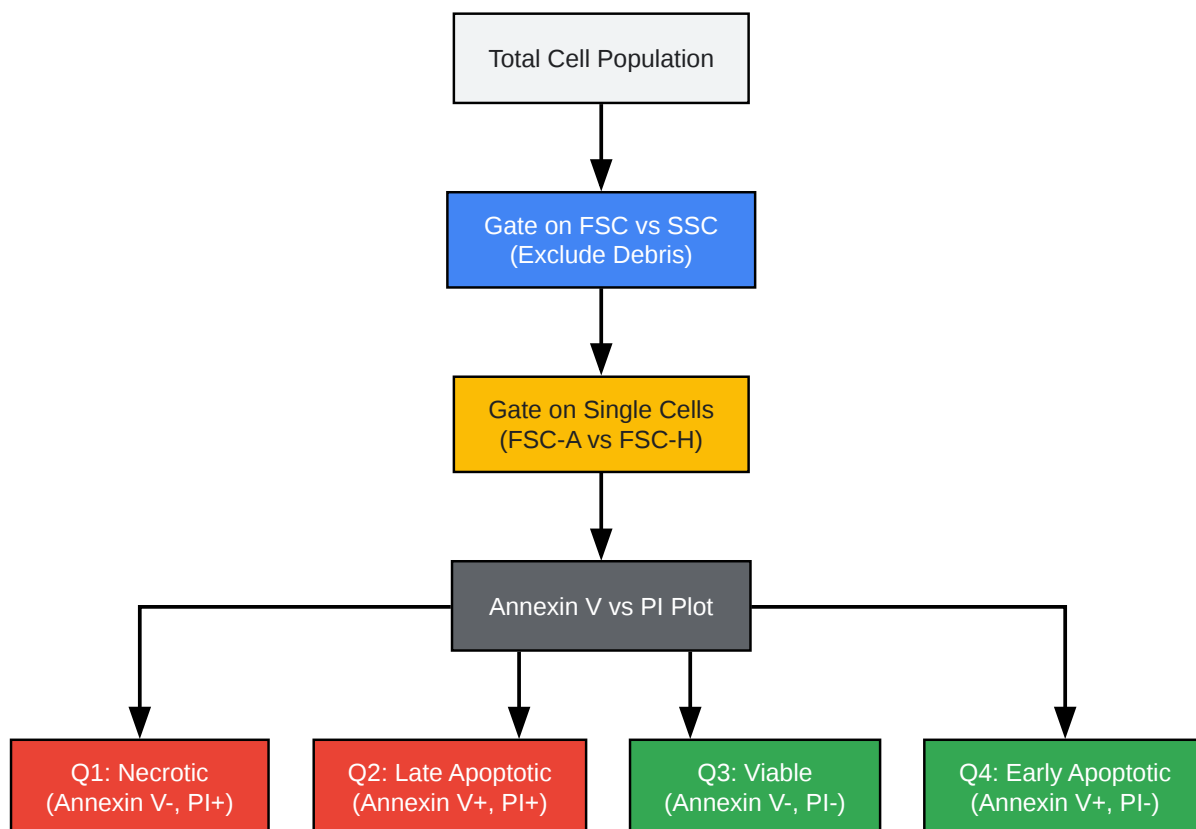 Total Cell Population
Gate on FSC vs SSC
(Exclude Debris)
Gate on Single Cells
(FSC-A vs FSC-H)
Annexin V vs PI Plot
Q1: Necrotic
(Annexin V-, PI+)
Q2: Late Apoptotic
(Annexin V+, PI+)
Q3: Viable
(Annexin V-, PI-)
Q4: Early Apoptotic
(Annexin V+, PI-)